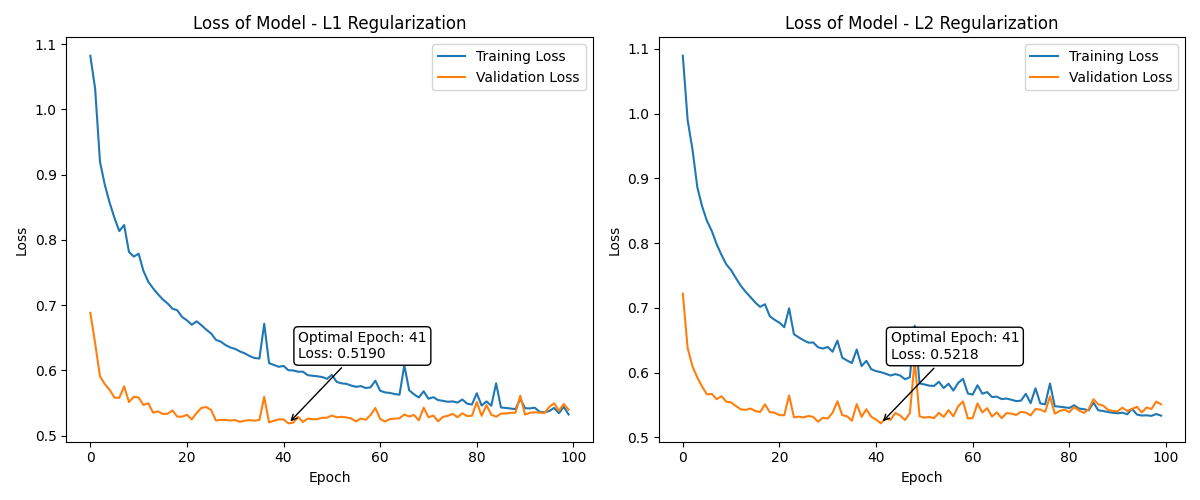 Loss of Model - L1 Regularization
1.1
1.0
0.9
0.8
0.7
0.6
0.5
Loss
0
20
40
60
80
100
Epoch
Training Loss
Validation Loss
Optimal Epoch: 41
Loss: 0.5190
Loss of Model - L2 Regularization
1.1
1.0
0.9
0.8
0.7
0.6
0.5
Loss
0
20
40
60
80
100
Epoch
Training Loss
Validation Loss
Optimal Epoch: 41
Loss: 0.5218